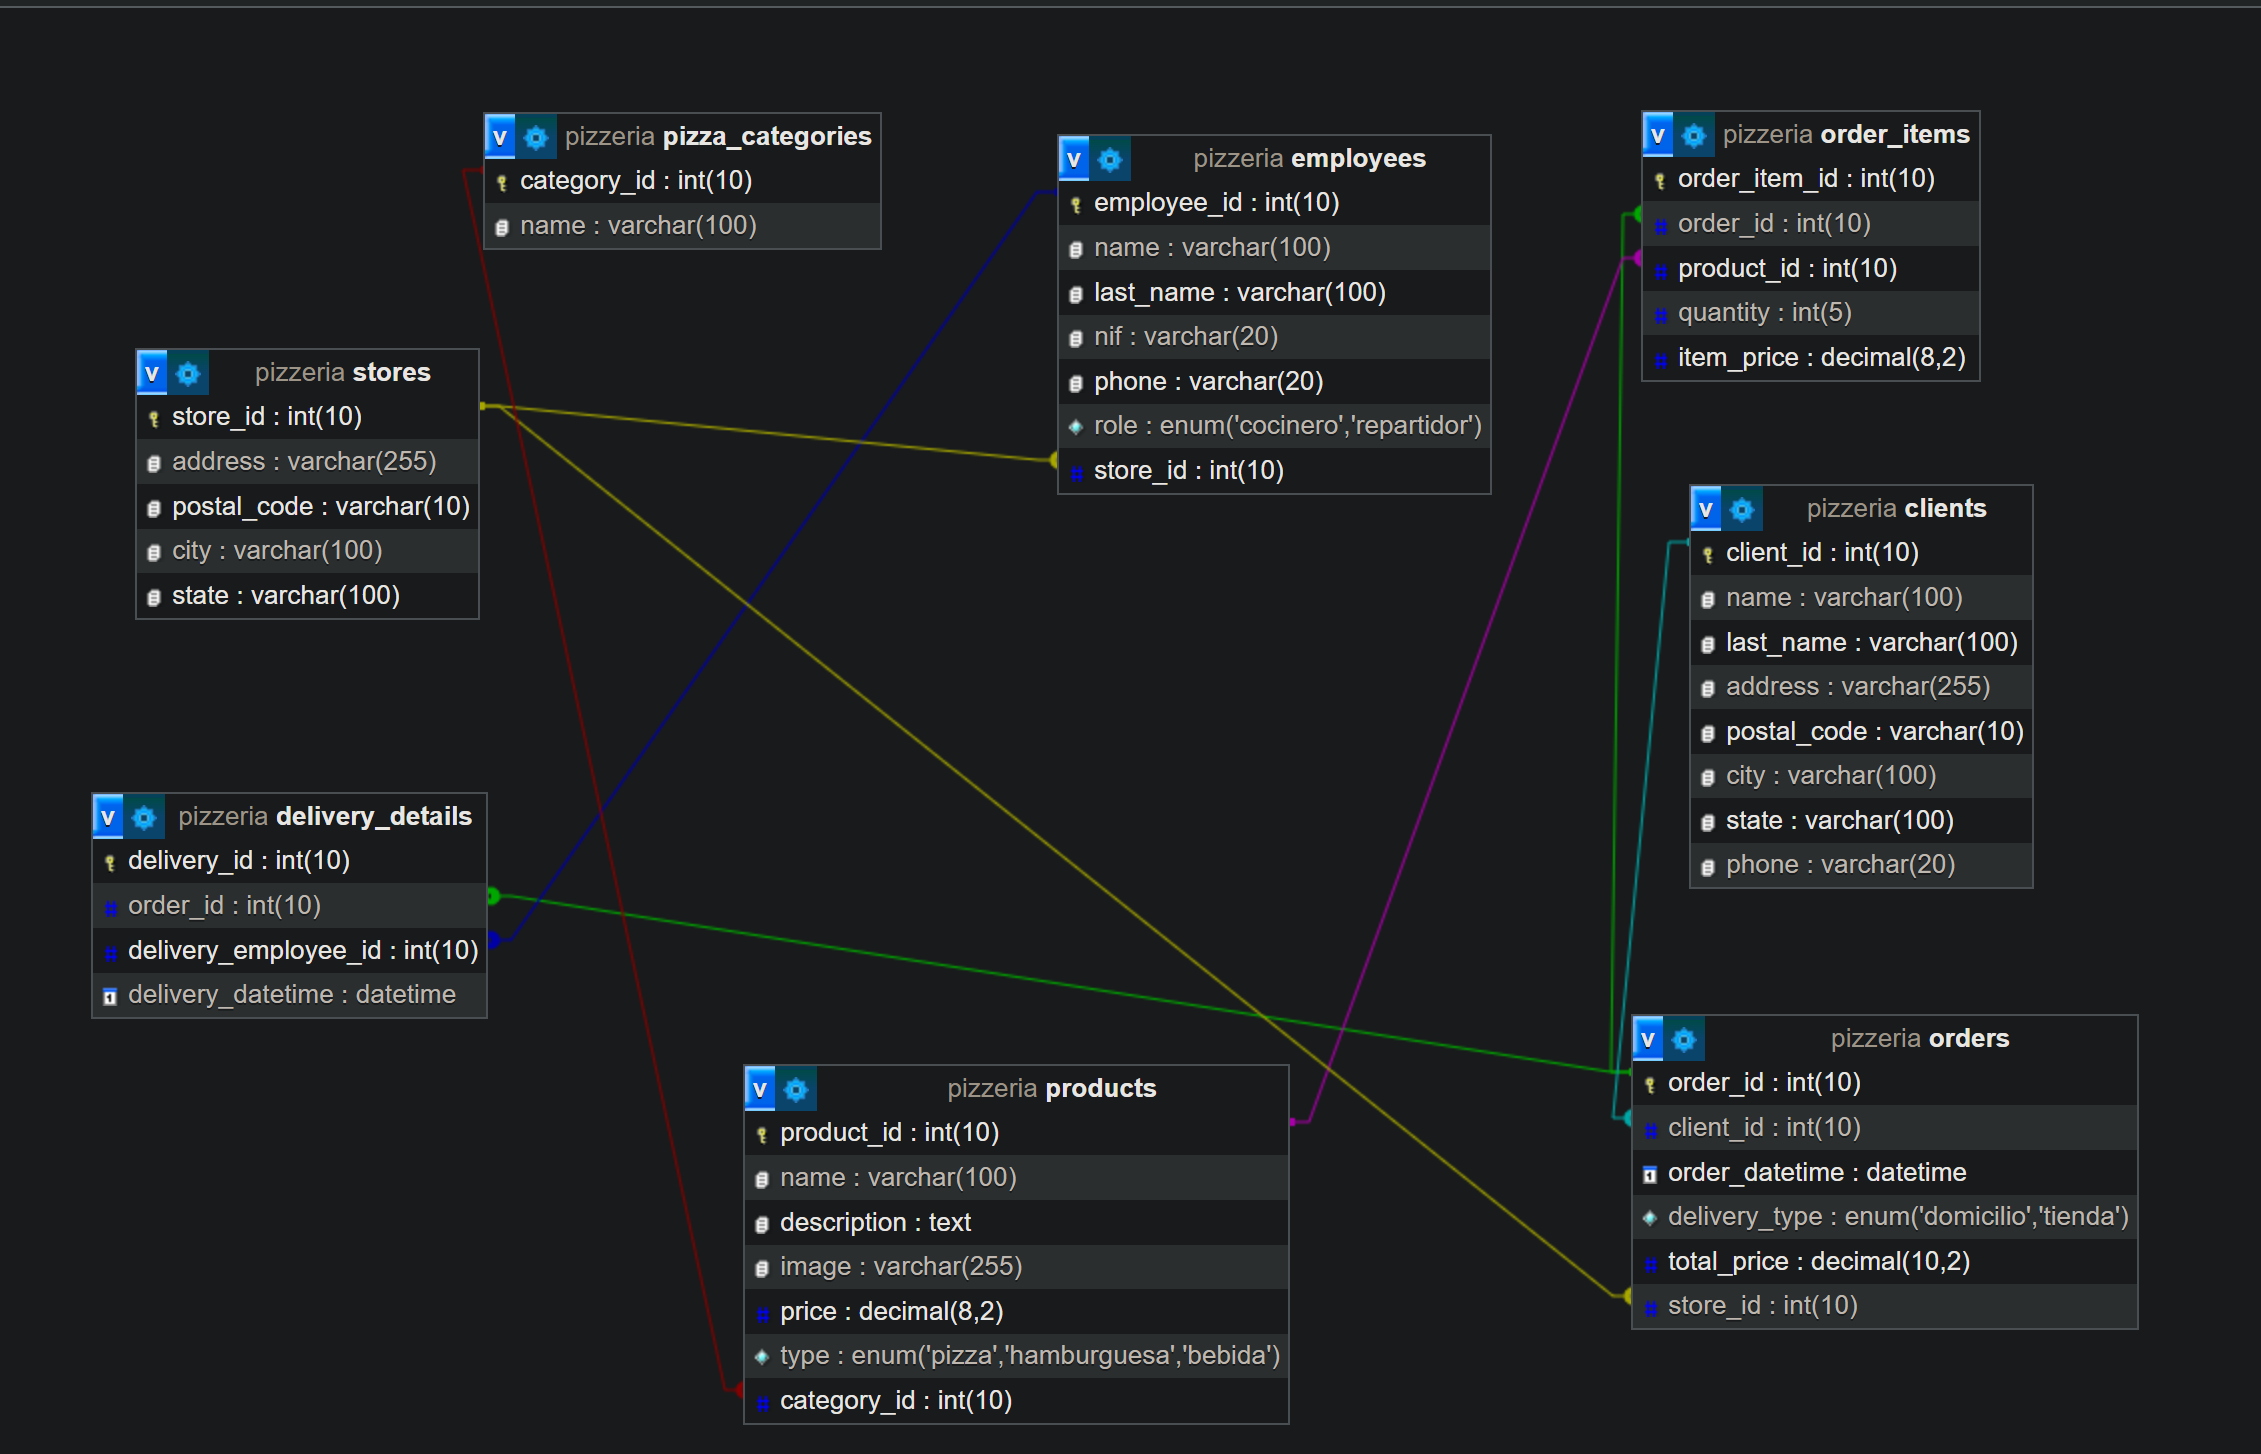 v pizzeria pizza_categories
category_id : int(10)
name : varchar(100)
v pizzeria employees
employee_id : int(10)
name : varchar(100)
last_name : varchar(100)
nif : varchar(20)
phone : varchar(20)
role : enum('cocinero','repartidor')
# store_id : int(10)
v pizzeria order_items
order_item_id : int(10)
# order_id : int(10)
# product_id : int(10)
# quantity : int(5)
# item_price : decimal(8,2)
v pizzeria stores
store_id : int(10)
address : varchar(255)
postal_code : varchar(10)
city : varchar(100)
state : varchar(100)
v pizzeria clients
client_id : int(10)
name : varchar(100)
last_name : varchar(100)
address : varchar(255)
postal_code : varchar(10)
city : varchar(100)
state : varchar(100)
phone : varchar(20)
v pizzeria delivery_details
delivery_id : int(10)
# order_id : int(10)
# delivery_employee_id : int(10)
delivery_datetime : datetime
v pizzeria products
product_id : int(10)
name : varchar(100)
description : text
image : varchar(255)
# price : decimal(8,2)
type : enum('pizza','hamburguesa','bebida')
# category_id : int(10)
v pizzeria orders
order_id : int(10)
# client_id : int(10)
order_datetime : datetime
delivery_type : enum('domicilio','tienda')
# total_price : decimal(10,2)
# store_id : int(10)